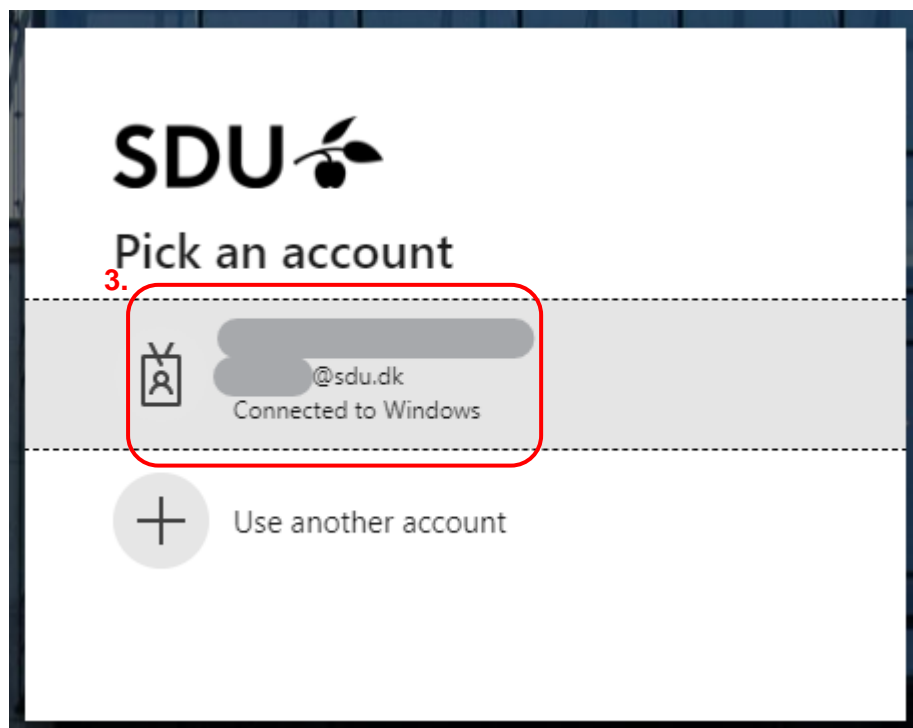 SDU
Pick an account
3.
@sdu.dk
Connected to Windows
Use another account